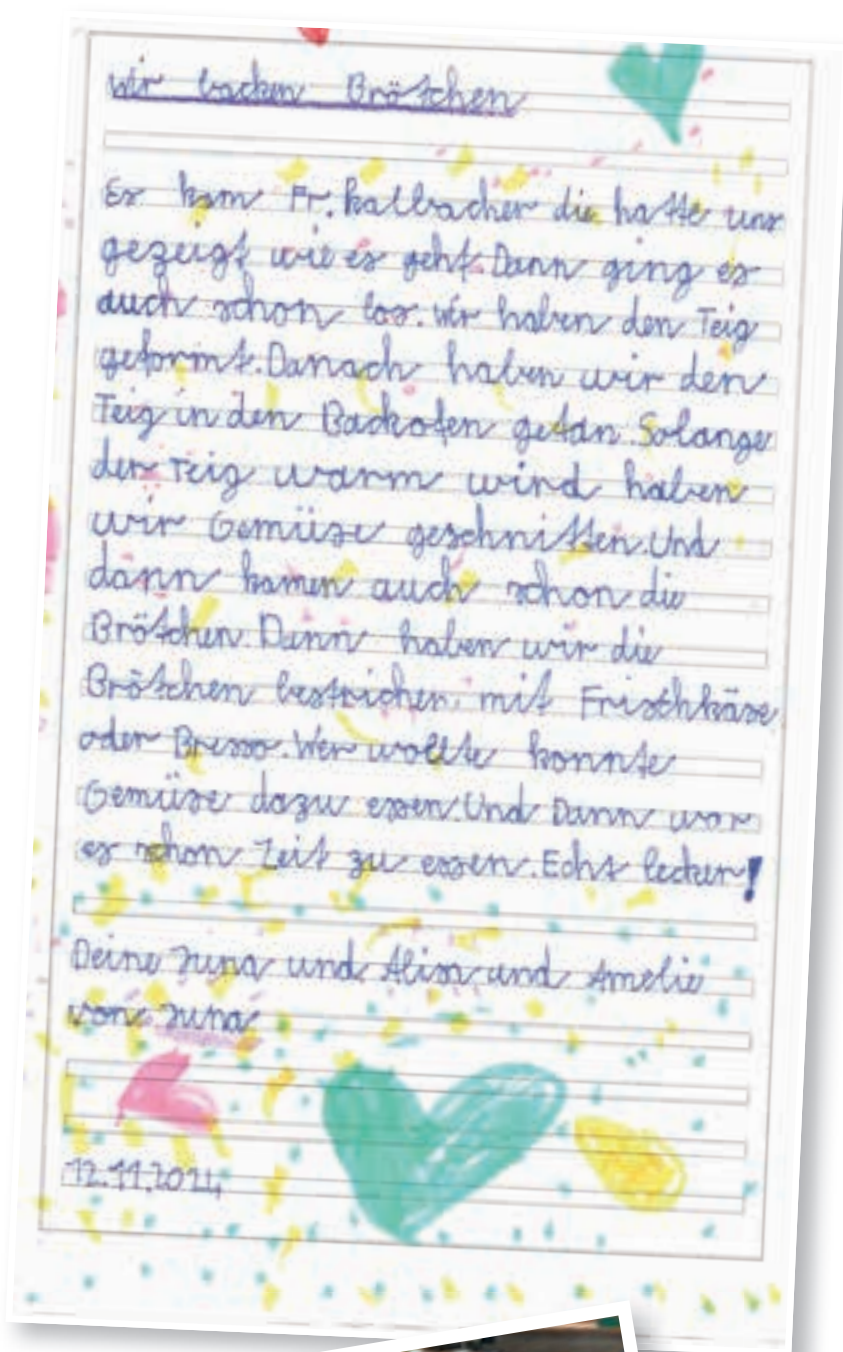 wir backen Brötchen
Es kam Fr. Kallbacher die hatte uns
gezeigt wie es geht. Dann ging es
auch schon los. Wir haben den Teig
geformt. Danach haben wir den
Teig in den Backofen getan. Solange
der Teig warm wird haben
wir Gemüse geschnitten. Und
dann kamen auch schon die
Brötchen. Dann haben wir die
Brötchen bestrichen mit Frischkäse
oder Bresso. Wer wollte konnte
Gemüse dazu essen. Und Dann war
es schon Zeit zu essen. Echt lecker!
Deine Juna und Alisa und Amelie
von Juna
12.11.2024